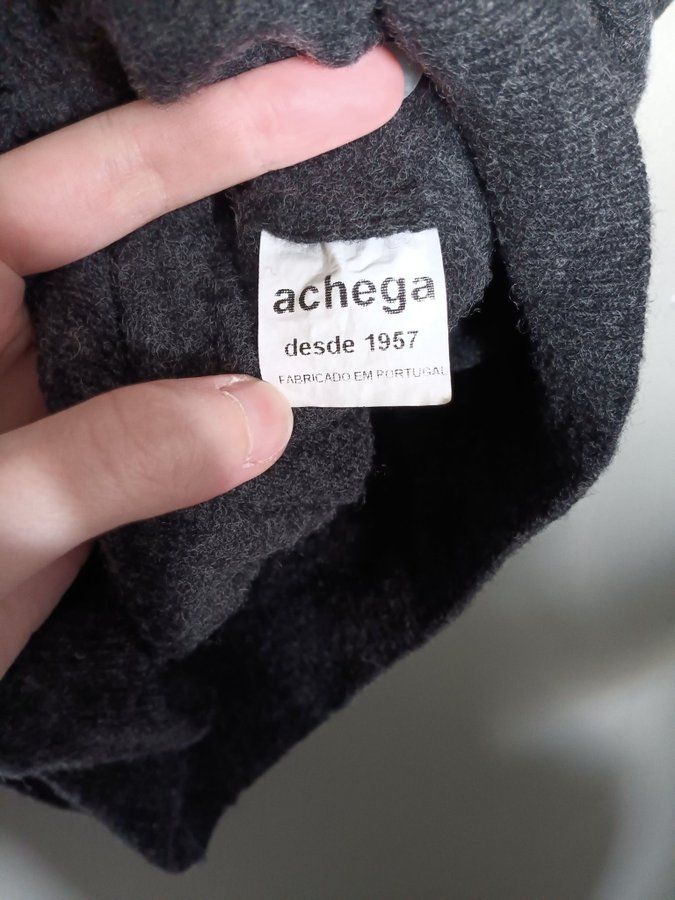 achega
desde 1957
FABRICADO EM PORTUGAL